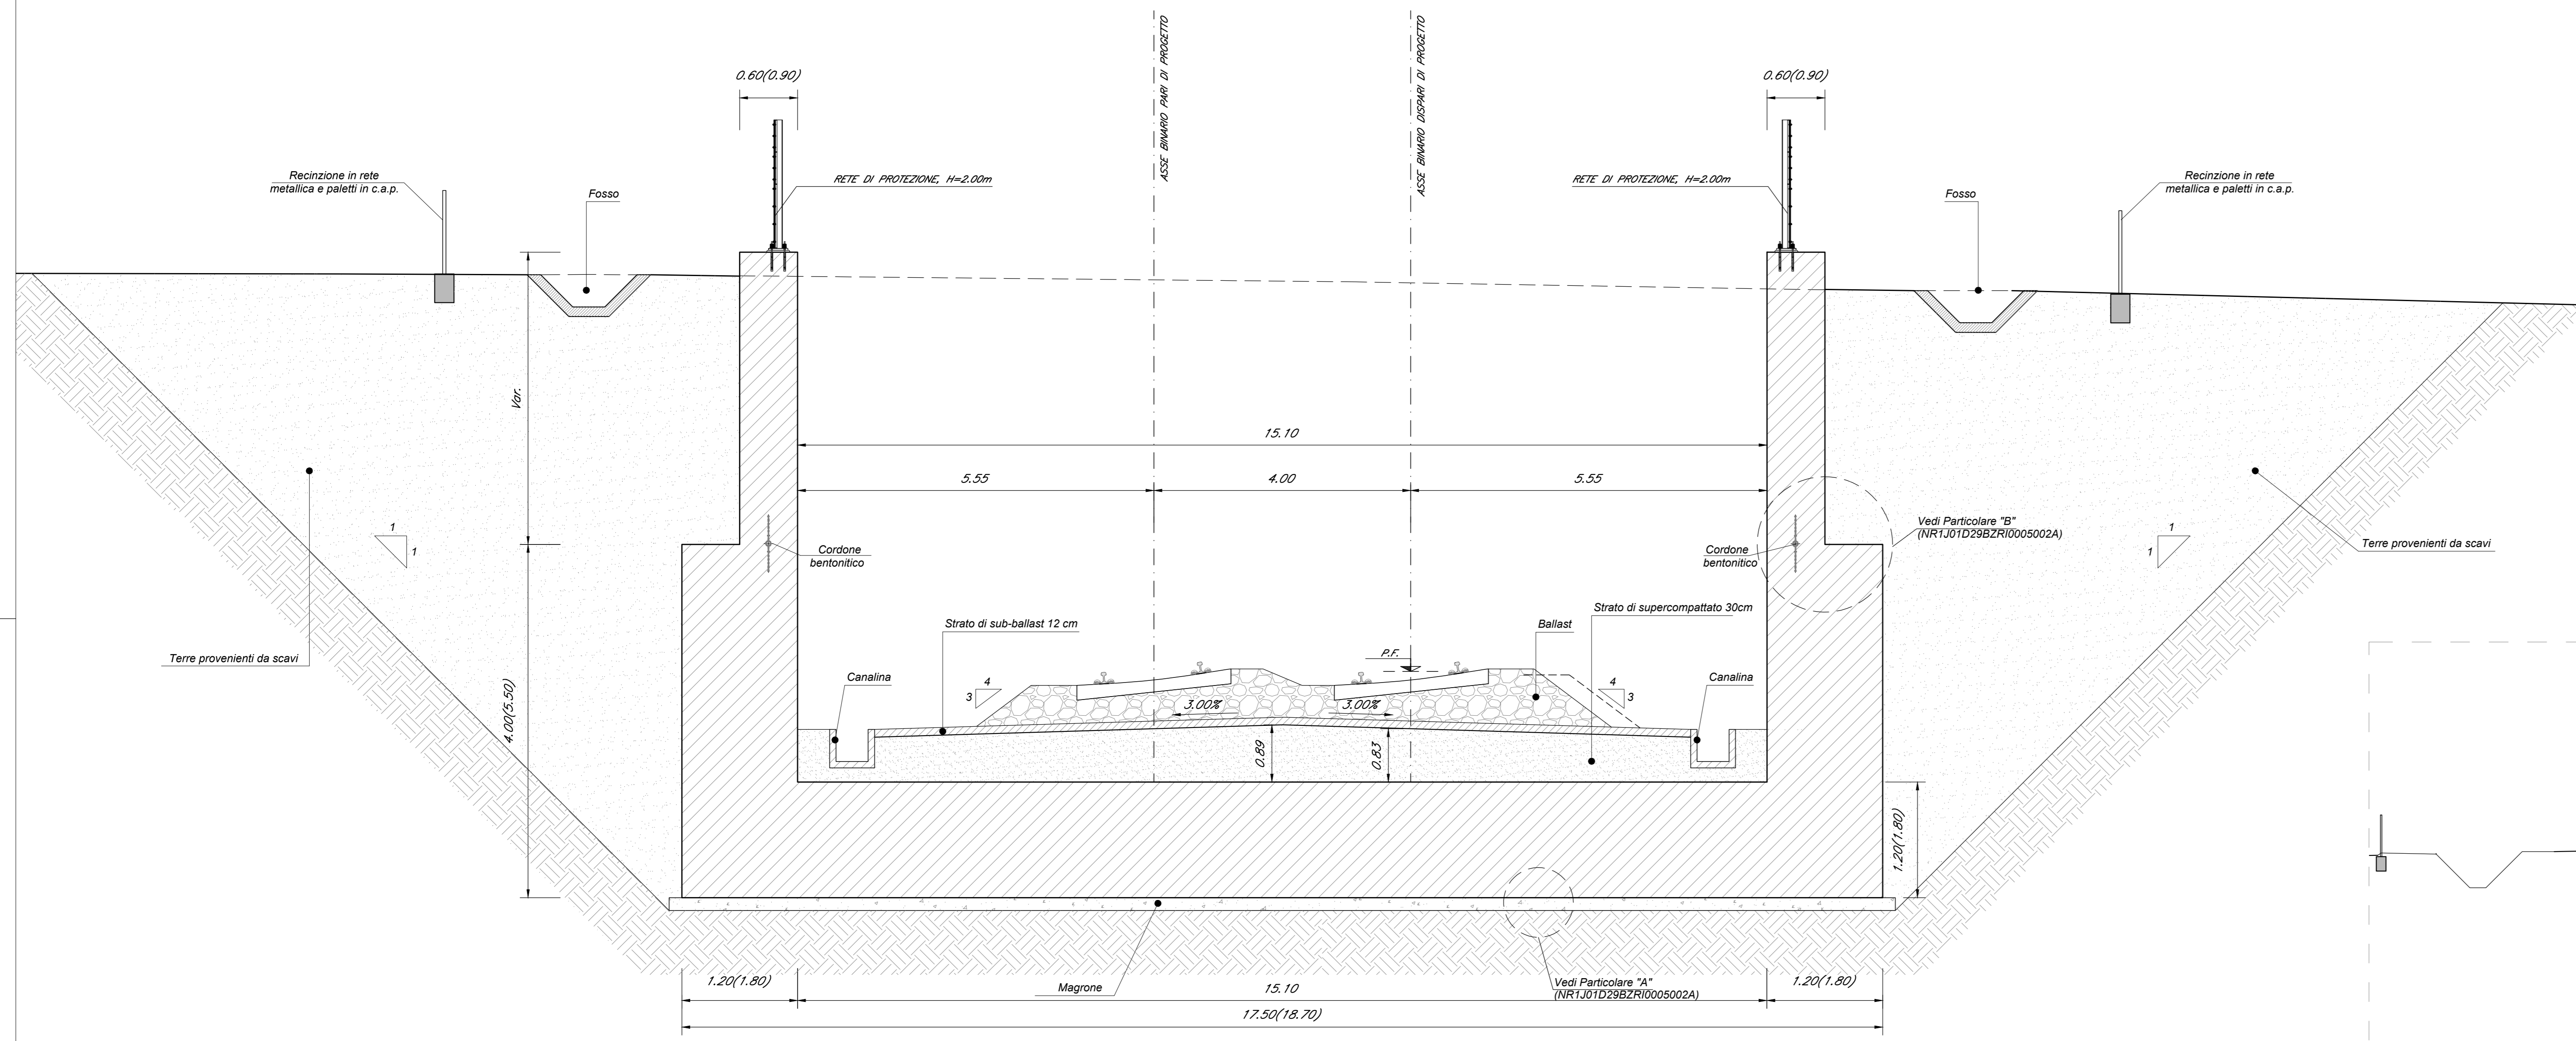 ASSE BINARIO PARI DI PROGETTO
ASSE BINARIO DISPARI DI PROGETTO
0.60(0.90)
0.60(0.90)
Recinzione in rete
metallica e paletti in c.a.p.
Fosso
RETE DI PROTEZIONE, H=2.00m
RETE DI PROTEZIONE, H=2.00m
Fosso
Recinzione in rete
metallica e paletti in c.a.p.
Var.
15.10
5.55
4.00
5.55
1
1
Cordone
bentonitico
Cordone
bentonitico
Vedi Particolare "B"
(NR1J01D29BZRI0005002A)
1
1
Terre provenienti da scavi
Strato di supercompattato 30cm
Strato di sub-ballast 12 cm
Ballast
Terre provenienti da scavi
P.F.
Canalina
4
3
4
3
Canalina
3.00%
3.00%
4.00(5.50)
0.89
0.83
1.20(1.80)
1.20(1.80)
Magrone
15.10
Vedi Particolare "A"
(NR1J01D29BZRI0005002A)
1.20(1.80)
17.50(18.70)